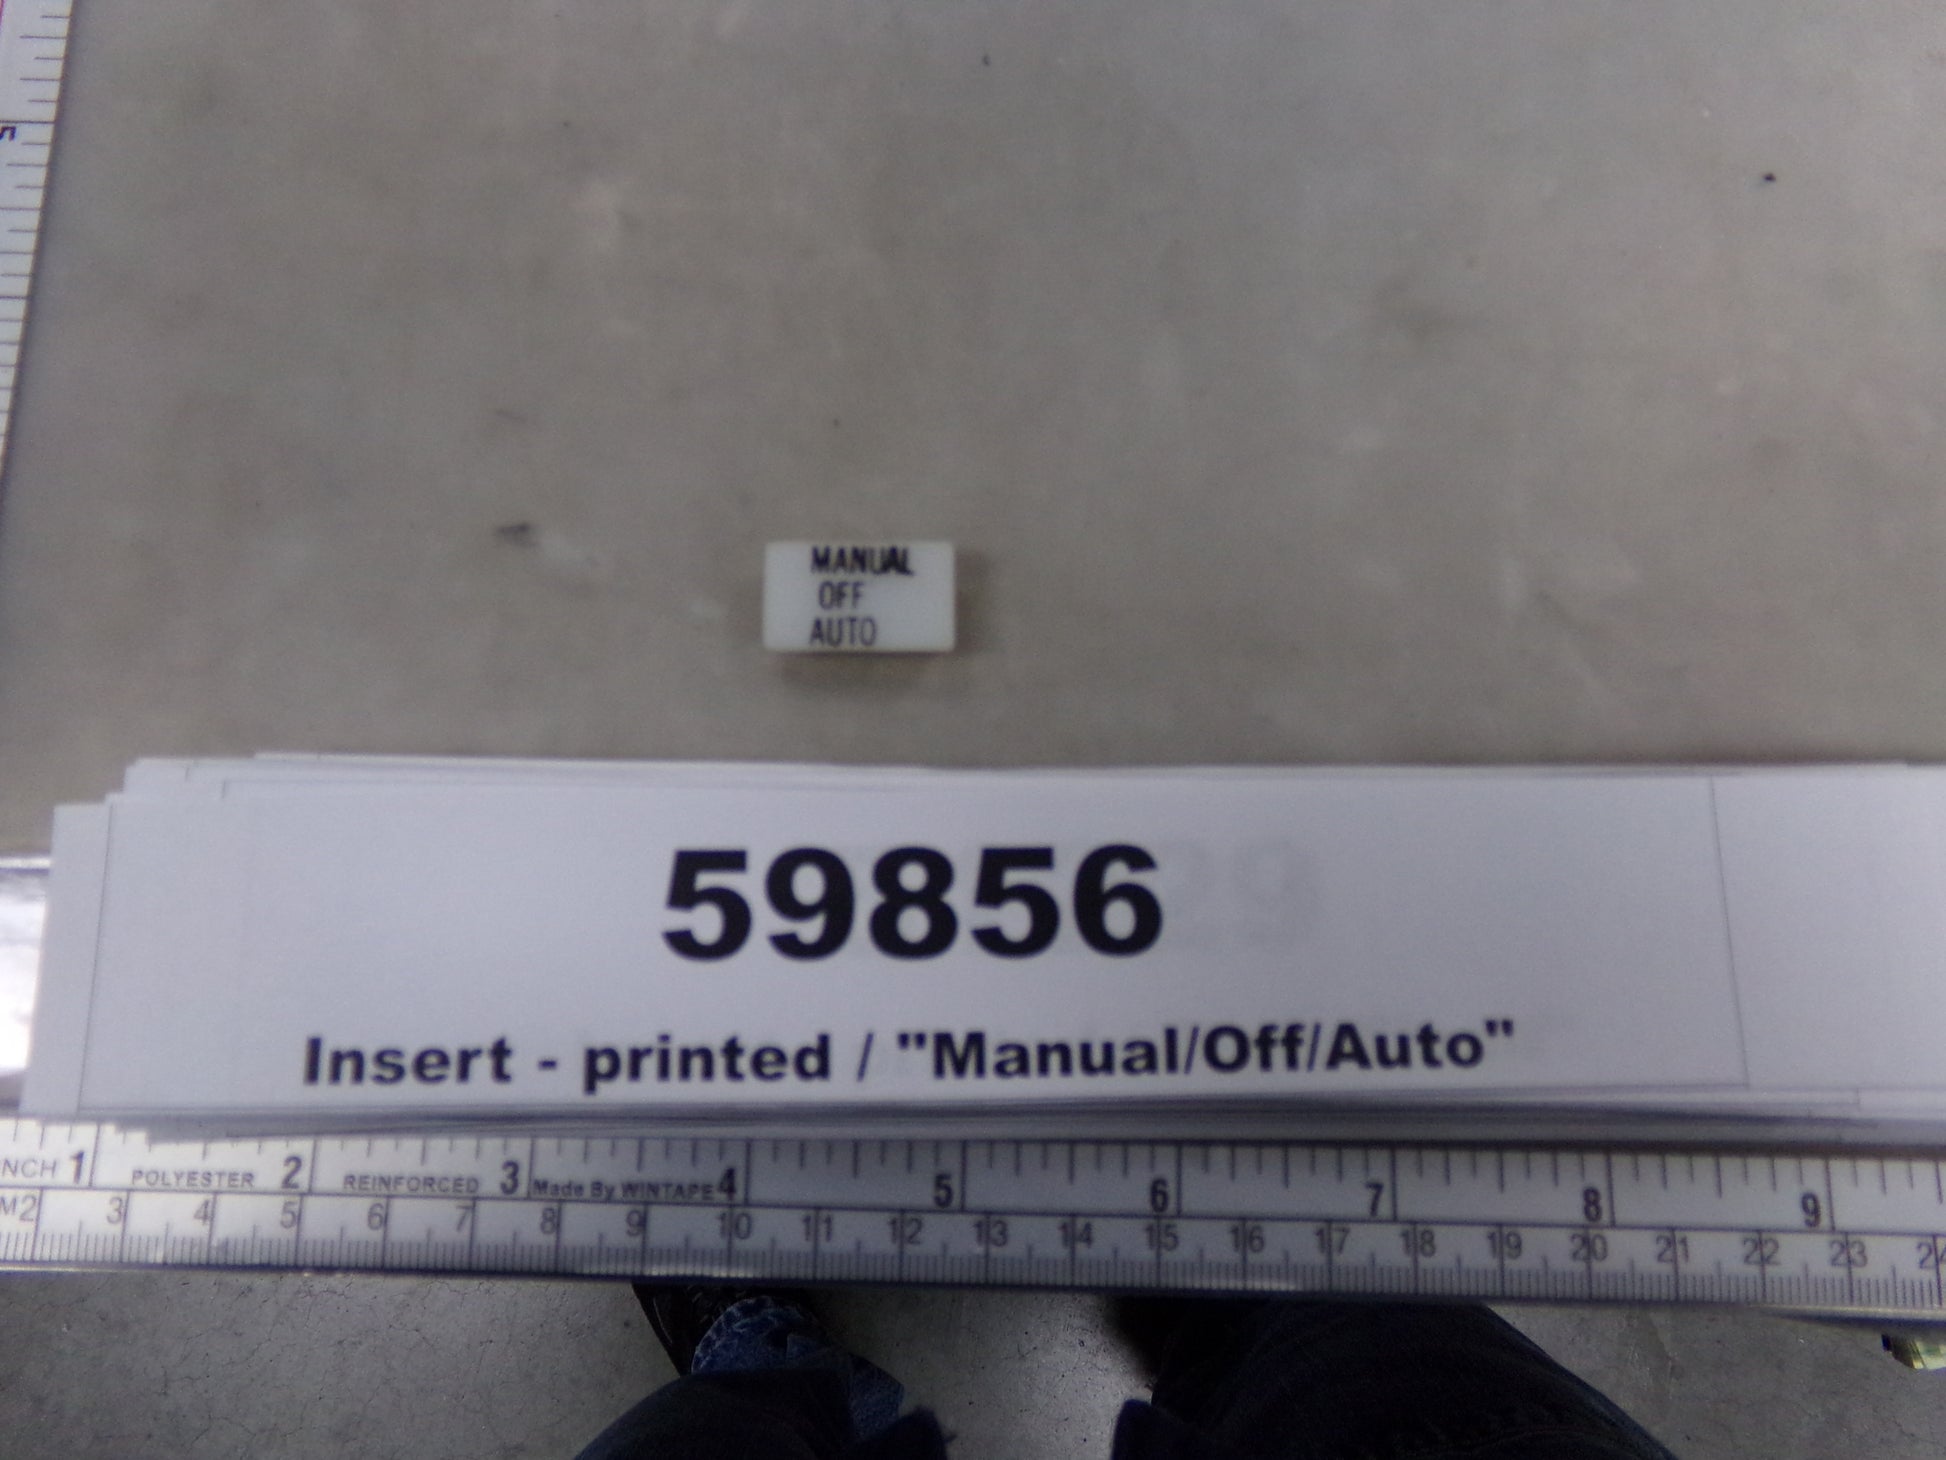 5
MANUAL
OFF
AUTO
59856
Insert - printed / "Manual/Off/Auto"
1 POLYESTER 2 REINFORCED 3 Made By WINTAPE 4 5 6 7 8 9
2 3 4 5 6 7 8 9 10 11 12 13 14 15 16 17 18 19 20 21 22 23